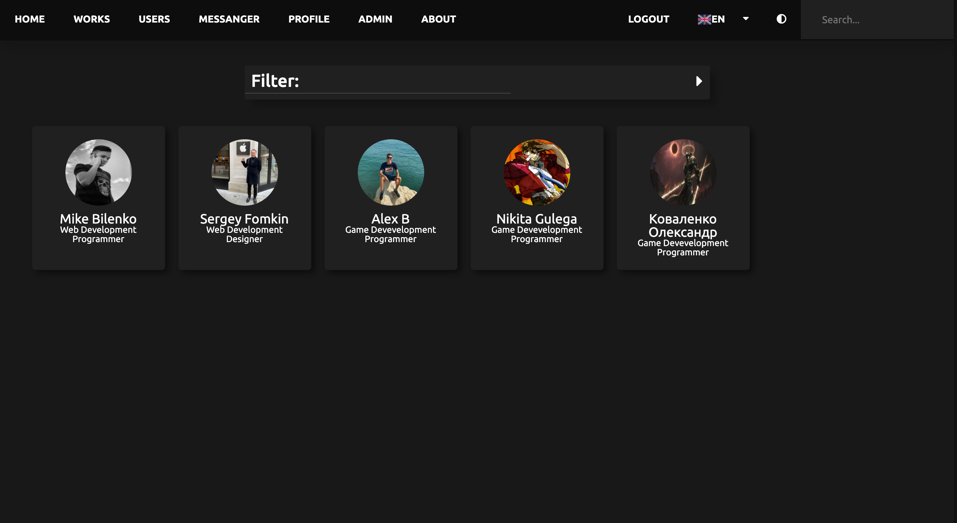 HOME WORKS USERS MESSANGER PROFILE ADMIN ABOUT LOGOUT EN Search...
Filter:
Mike Bilenko
Web Development
Programmer
Sergey Fomkin
Web Development
Designer
Alex B
Game Devevelopment
Programmer
Nikita Gulega
Game Devevelopment
Programmer
Коваленко
Олександр
Game Devevelopment
Programmer